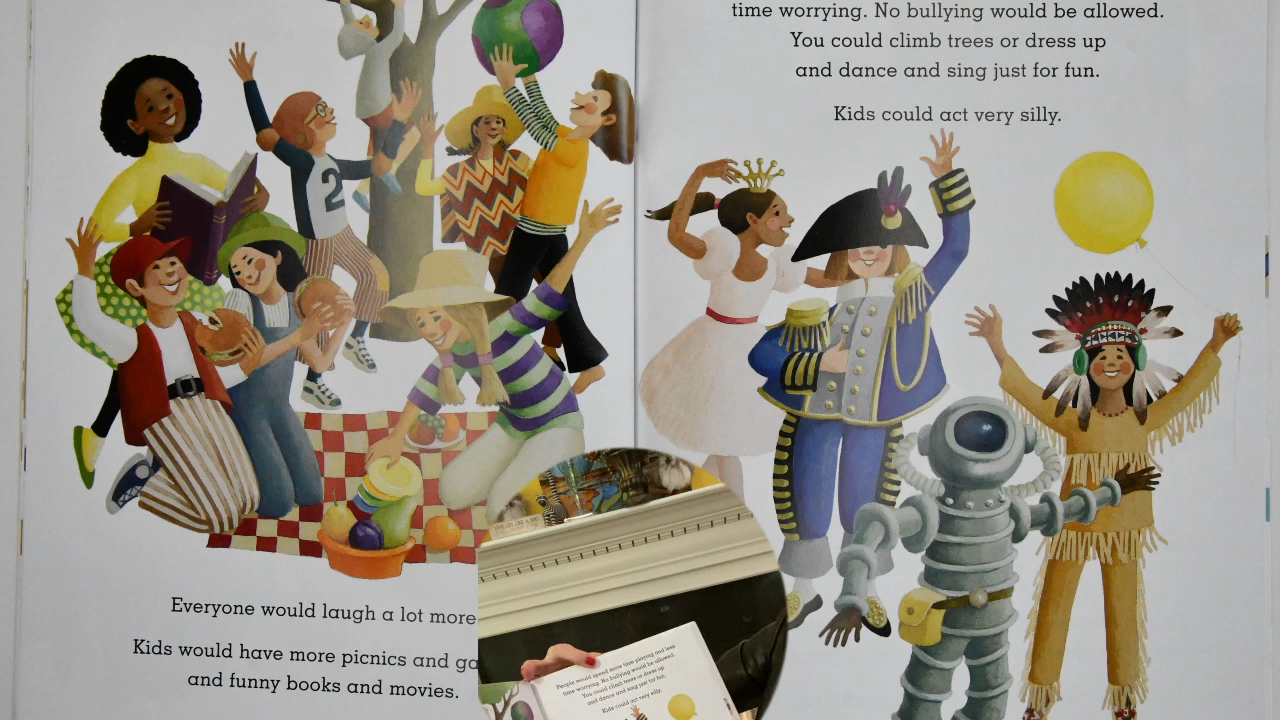 Everyone would laugh a lot more
Kids would have more picnics and ga
and funny books and movies.
time worrying. No bullying would be allowed.
You could climb trees or dress up
and dance and sing just for fun.
Kids could act very silly.
2
People would spend more time playing and less
time worrying. No bullying would be allowed.
You could climb trees or dress up
and dance and sing just for fun.
Kids could act very silly.